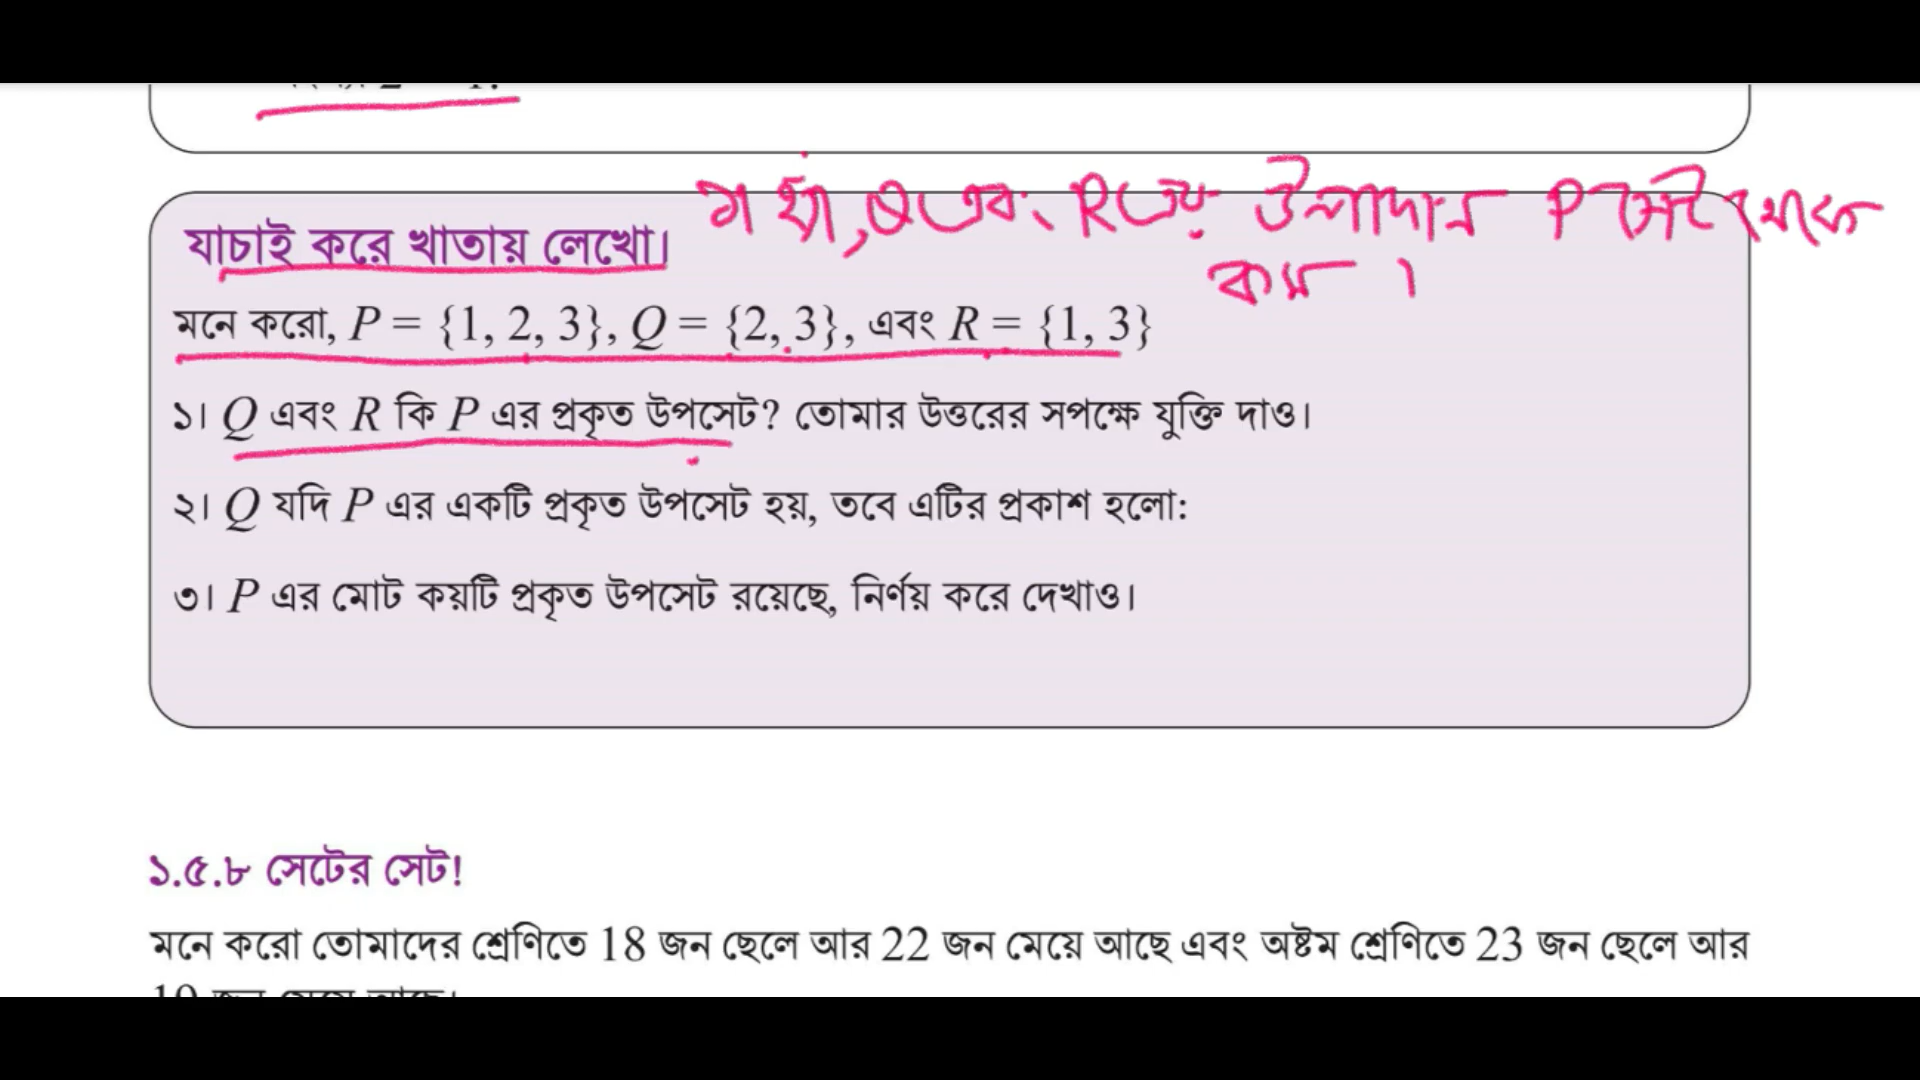 ১। হ্যাঁ, Q এবং R এর উপাদান P সেট থেকে
কম।
যাচাই করে খাতায় লেখো।
মনে করো, P = {1, 2, 3}, Q = {2, 3}, এবং R = {1, 3}
১। Q এবং R কি P এর প্রকৃত উপসেট? তোমার উত্তরের সপক্ষে যুক্তি দাও।
২। Q যদি P এর একটি প্রকৃত উপসেট হয়, তবে এটির প্রকাশ হলো:
৩। P এর মোট কয়টি প্রকৃত উপসেট রয়েছে, নির্ণয় করে দেখাও।
১.৫.৮ সেটের সেট!
মনে করো তোমাদের শ্রেণিতে 18 জন ছেলে আর 22 জন মেয়ে আছে এবং অষ্টম শ্রেণিতে 23 জন ছেলে আর